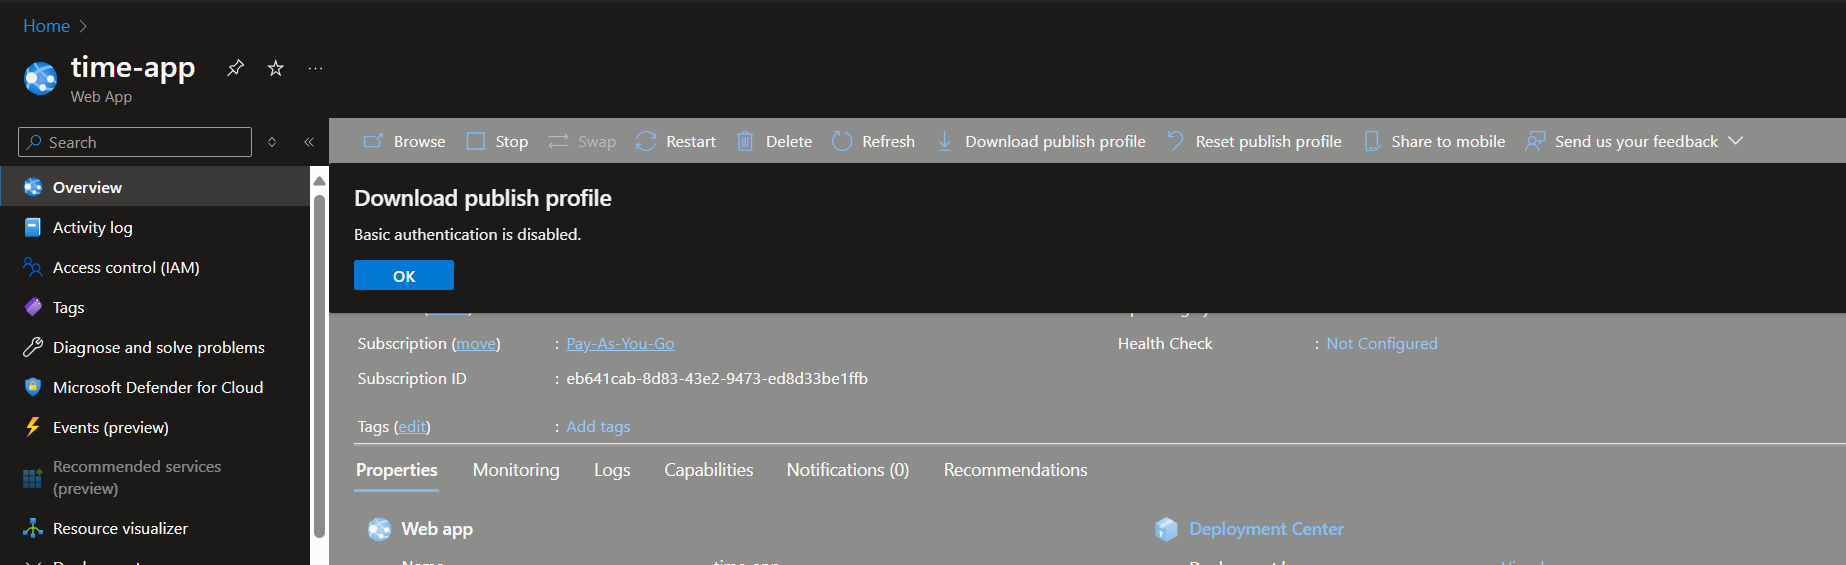 Home
time-app
Web App
Search
Browse Stop Swap Restart Delete Refresh Download publish profile Reset publish profile Share to mobile Send us your feedback
Overview
Activity log
Access control (IAM)
Tags
Diagnose and solve problems
Microsoft Defender for Cloud
Events (preview)
Recommended services
(preview)
Resource visualizer
Download publish profile
Basic authentication is disabled.
OK
Subscription (move) : Pay-As-You-Go
Health Check : Not Configured
Subscription ID : eb641cab-8d83-43e2-9473-ed8d33be1ffb
Tags (edit) : Add tags
Properties Monitoring Logs Capabilities Notifications (0) Recommendations
Web app
Deployment Center